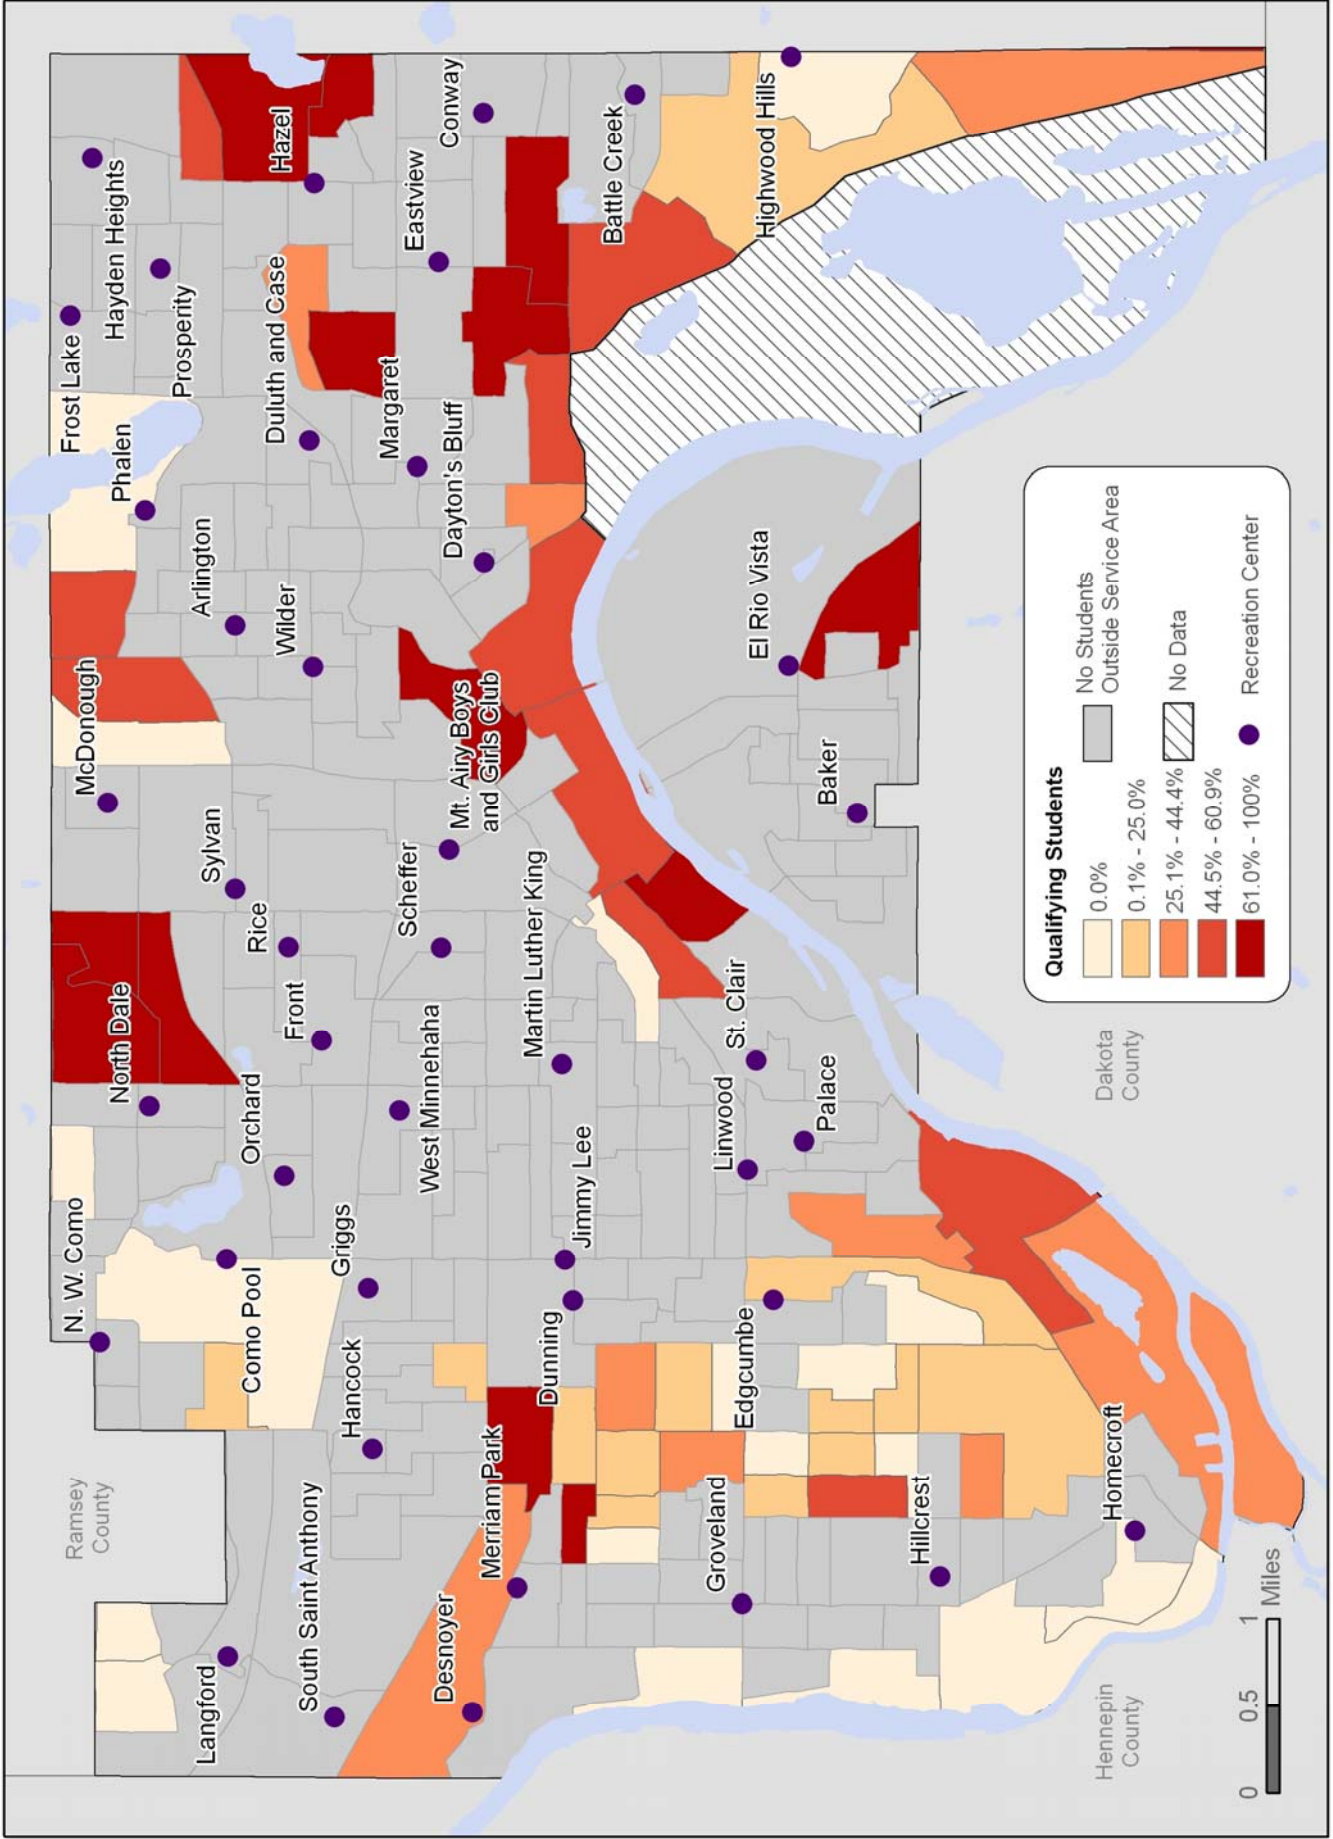 Ramsey
County
N. W. Como
North Dale
McDonough
Phalen
Frost Lake
Hayden Heights
Prosperity
Langford
Como Pool
Orchard
Rice
Sylvan
Arlington
Wilder
Duluth and Case
Hazel
South Saint Anthony
Hancock
Griggs
Front
West Minnehaha
Scheffer
Mt. Airy Boys
and Girls Club
Margaret
Dayton's Bluff
Eastview
Conway
Desnoyer
Merriam Park
Dunning
Jimmy Lee
Martin Luther King
Battle Creek
Groveland
Edgcumbe
Linwood
St. Clair
Palace
Baker
El Rio Vista
Highwood Hills
Hillcrest
Homecroft
Hennepin
County
Dakota
County
Qualifying Students
0.0%
0.1% - 25.0%
25.1% - 44.4%
44.5% - 60.9%
61.0% - 100%
No Students
Outside Service Area
No Data
Recreation Center
0 0.5 1
Miles